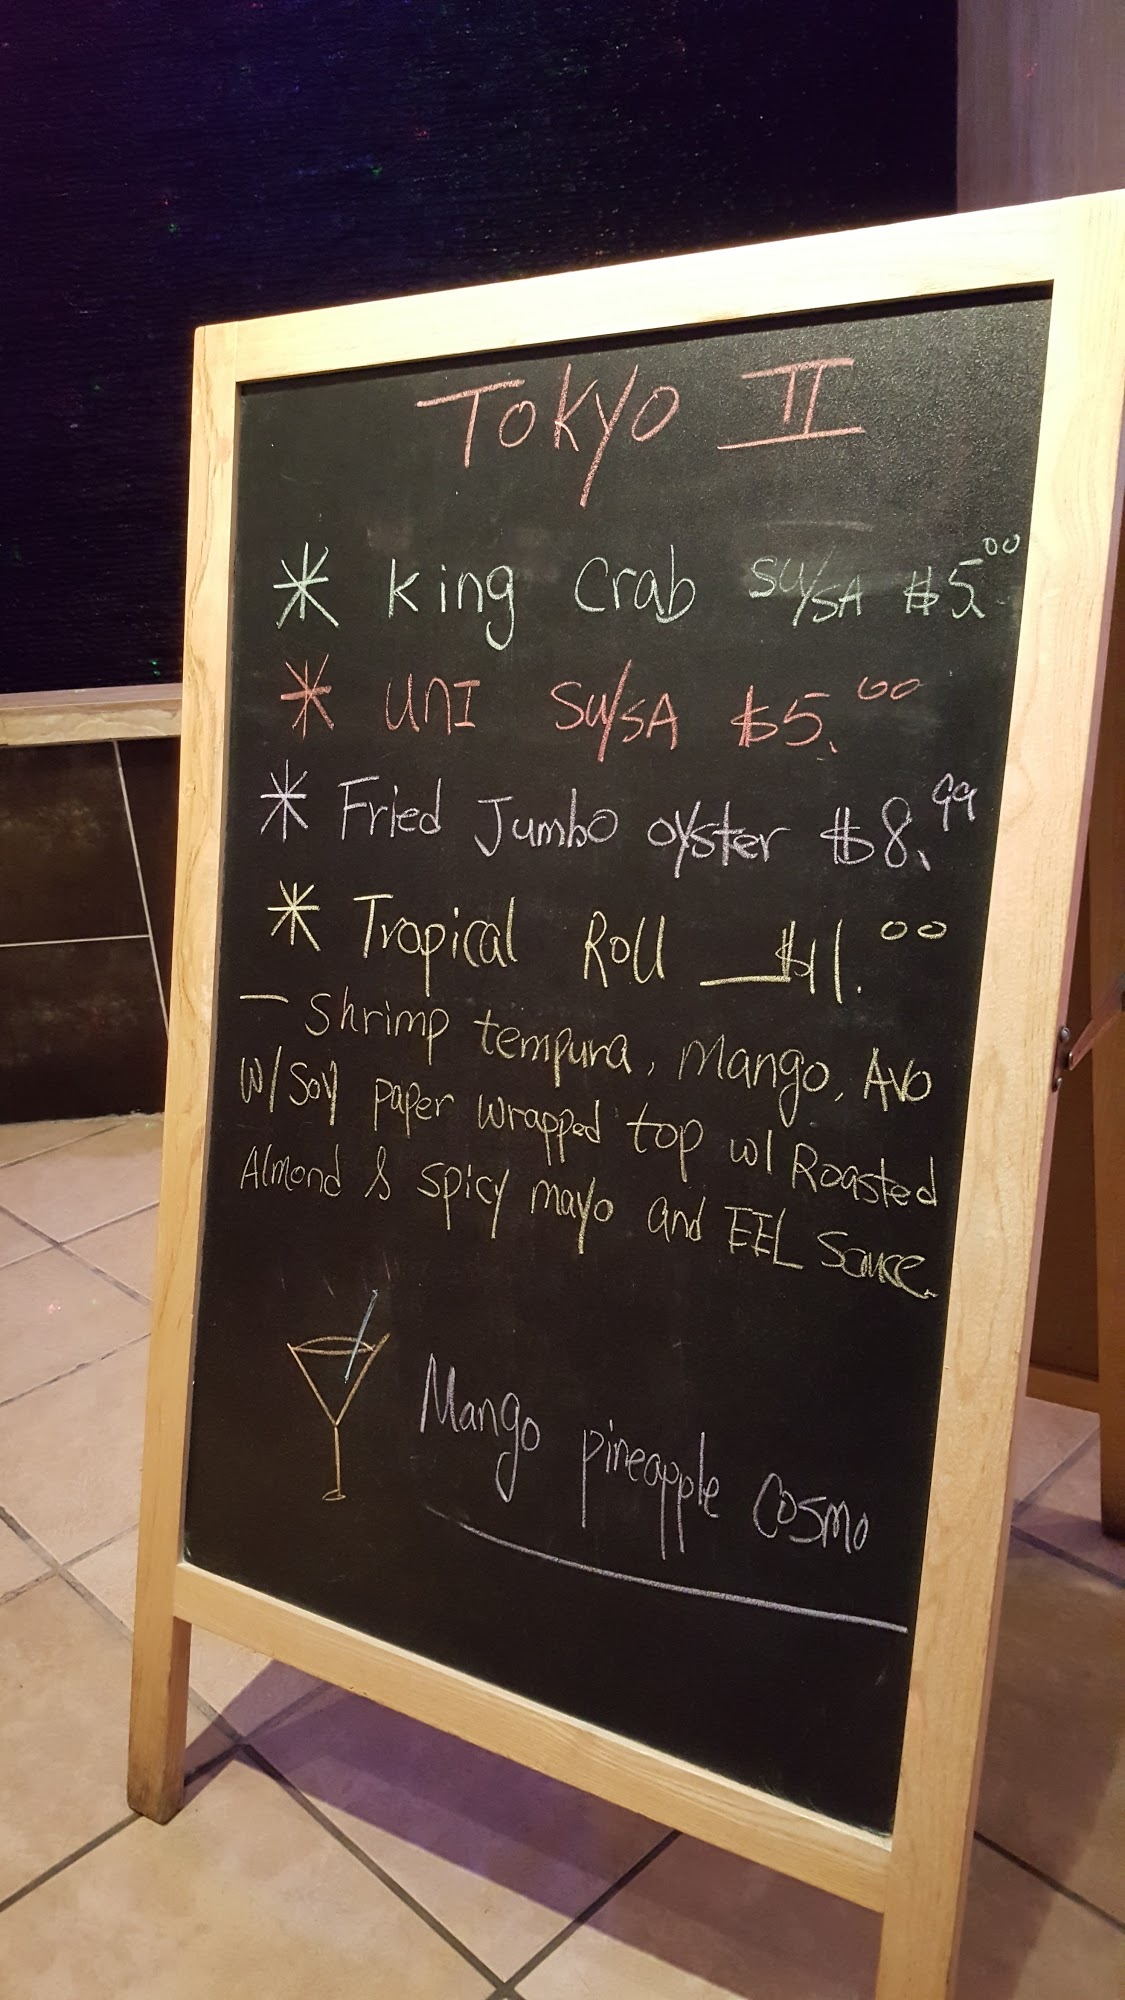 TOKYO II
* King Crab SU/SA $5.00
* UNI SU/SA $5.00
* Fried Jumbo oyster $8.99
* Tropical Roll $11.00
— Shrimp tempura, Mango, AVO
W/ Soy paper wrapped top w/ Roasted
Almond & spicy mayo and EEL Sauce.
Mango pineapple Cosmo